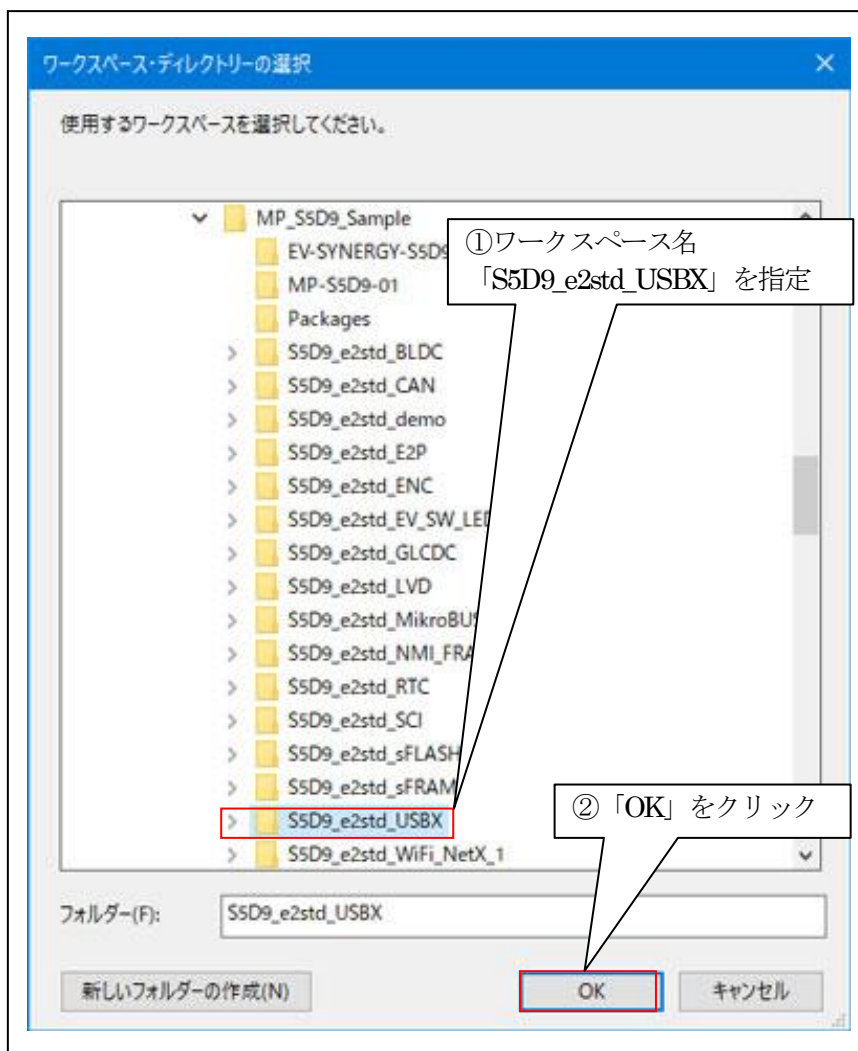 ワークスペース・ディレクトリーの選択
使用するワークスペースを選択してください。
MP_S5D9_Sample
EV-SYNERGY-S5D9
MP-S5D9-01
Packages
S5D9_e2std_BLDC
S5D9_e2std_CAN
S5D9_e2std_demo
S5D9_e2std_E2P
S5D9_e2std_ENC
S5D9_e2std_EV_SW_LED
S5D9_e2std_GLCDC
S5D9_e2std_LVD
S5D9_e2std_MikroBUS
S5D9_e2std_NMI_FRA
S5D9_e2std_RTC
S5D9_e2std_SCI
S5D9_e2std_sFLASH
S5D9_e2std_sFRAM
S5D9_e2std_USBX
S5D9_e2std_WiFi_NetX_1
①ワークスペース名
「S5D9_e2std_USBX」を指定
②「OK」をクリック
フォルダー(F): S5D9_e2std_USBX
新しいフォルダーの作成(N) OK キャンセル